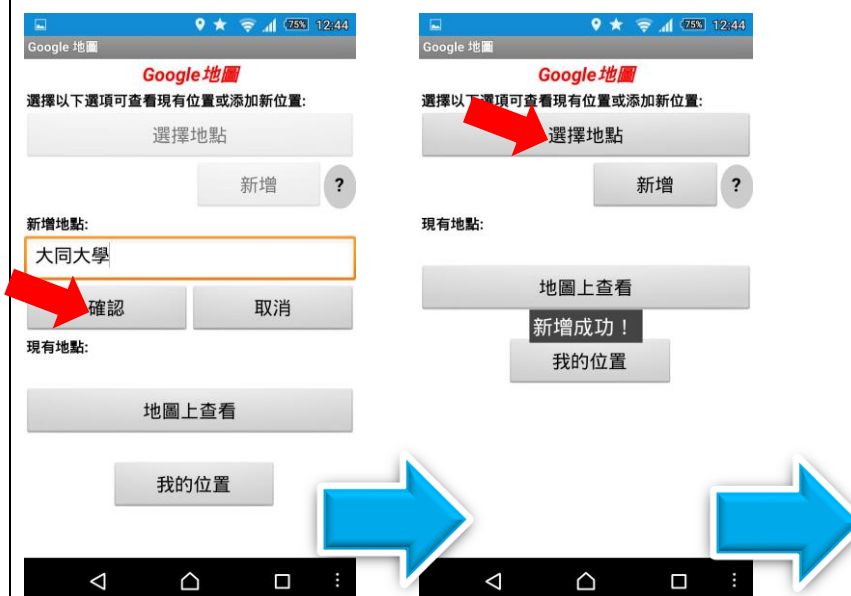 75% 12:44
Google 地圖
Google地圖
選擇以下選項可查看現有位置或添加新位置:
選擇地點
新增 ?
新增地點:
大同大學
確認 取消
現有地點:
地圖上查看
我的位置
75% 12:44
Google 地圖
Google地圖
選擇以下選項可查看現有位置或添加新位置:
選擇地點
新增 ?
現有地點:
地圖上查看
新增成功！
我的位置